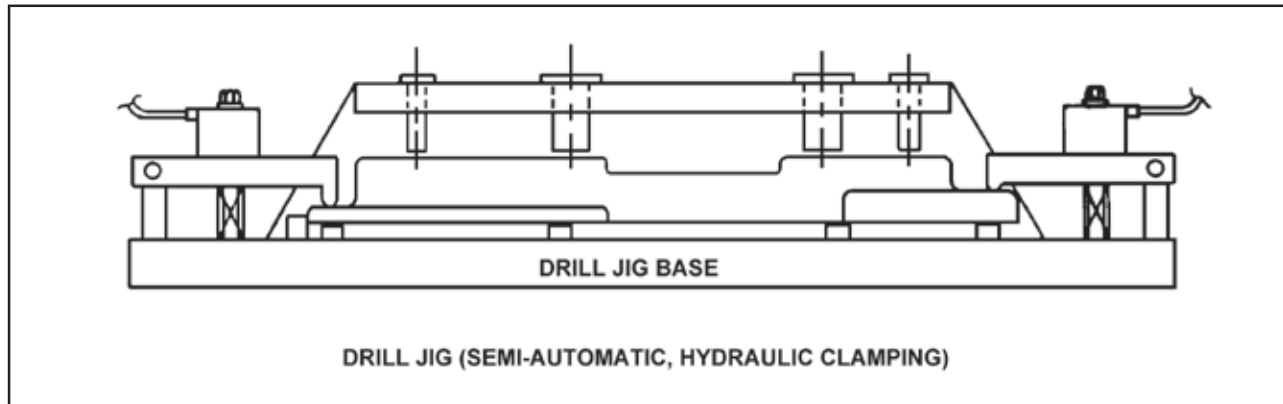 DRILL JIG BASE
DRILL JIG (SEMI-AUTOMATIC, HYDRAULIC CLAMPING)